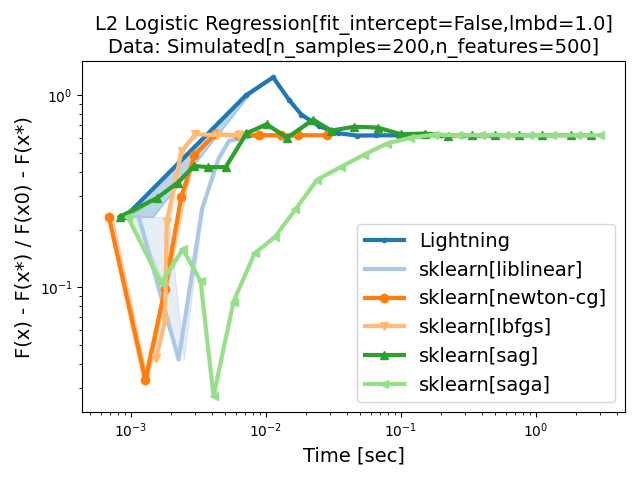 L2 Logistic Regression[fit_intercept=False,lmbd=1.0]
Data: Simulated[n_samples=200,n_features=500]
F(x) - F(x*) / F(x0) - F(x*)
10⁰
10⁻¹
Lightning
sklearn[liblinear]
sklearn[newton-cg]
sklearn[lbfgs]
sklearn[sag]
sklearn[saga]
10⁻³ 10⁻² 10⁻¹ 10⁰
Time [sec]